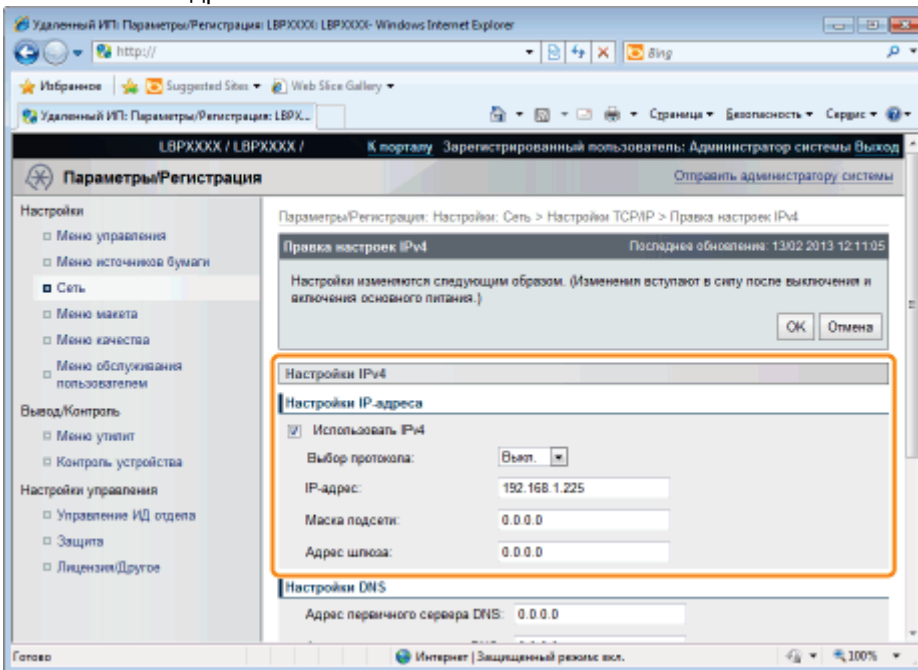 Удаленный ИП: Параметры/Регистрация: LBPXXXX: LBPXXXX- Windows Internet Explorer
http://
Bing
Избранное Suggested Sites Web Slice Gallery
Удаленный ИП: Параметры/Регистрация: LBPX... Страница Безопасность Сервис
LBPXXXX / LBPXXXX / К порталу Зарегистрированный пользователь: Администратор системы Выход
Параметры/Регистрация Отправить администратору системы
Настройки
Меню управления
Меню источников бумаги
Сеть
Меню макета
Меню качества
Меню обслуживания
пользователем
Вывод/Контроль
Меню утилит
Контроль устройства
Настройки управления
Управление ИД отдела
Защита
Лицензия/Другое
Параметры/Регистрация: Настройки: Сеть > Настройки TCP/IP > Правка настроек IPv4
Правка настроек IPv4 Последнее обновление: 13/02 2013 12:11:05
Настройки изменяются следующим образом. (Изменения вступают в силу после выключения и
включения основного питания.)
OK Отмена
Настройки IPv4
Настройки IP-адреса
Использовать IPv4
Выбор протокола: Выкл.
IP-адрес: 192.168.1.225
Маска подсети: 0.0.0.0
Адрес шлюза: 0.0.0.0
Настройки DNS
Адрес первичного сервера DNS: 0.0.0.0
Готово Интернет | Защищенный режим: вкл. 100%